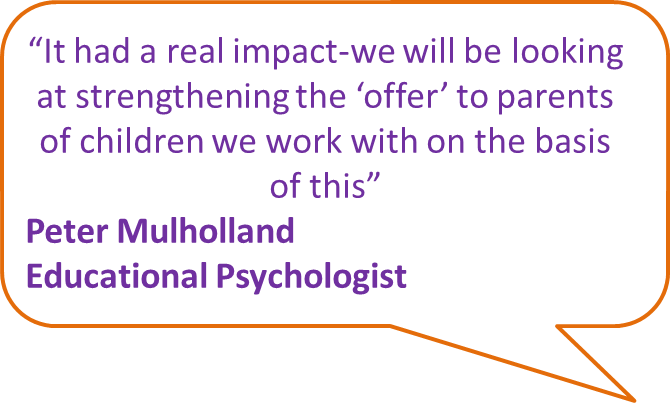 “It had a real impact-we will be looking
at strengthening the ‘offer’ to parents
of children we work with on the basis
of this”
Peter Mulholland
Educational Psychologist